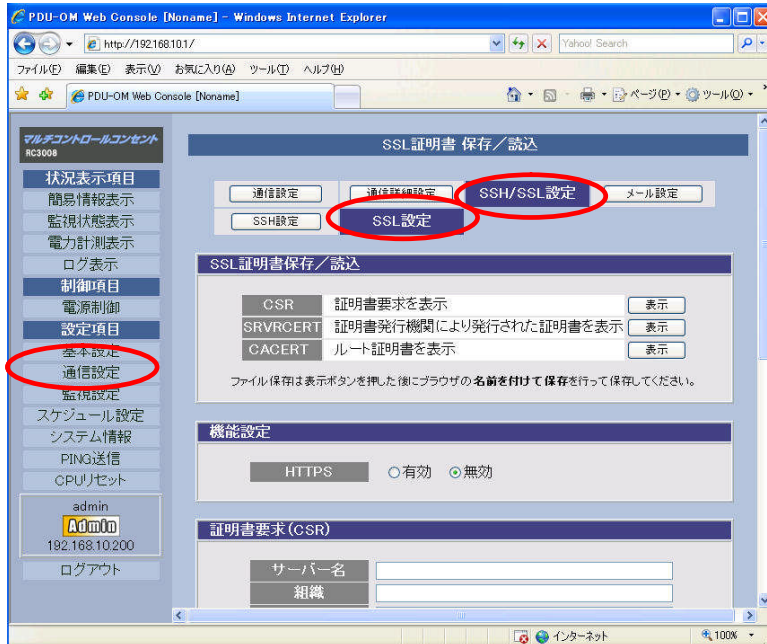 PDU-OM Web Console [Noname] - Windows Internet Explorer
http://192.168.10.1/
Yahoo! Search
ファイル(F) 編集(E) 表示(V) お気に入り(A) ツール(T) ヘルプ(H)
PDU-OM Web Console [Noname]
ページ(P) ツール(O)
マルチコントロールコンセント
RC3008
状況表示項目
簡易情報表示
監視状態表示
電力計測表示
ログ表示
制御項目
電源制御
設定項目
基本設定
通信設定
監視設定
スケジュール設定
システム情報
PING送信
CPUリセット
admin
Admin
192.168.10.200
ログアウト
SSL証明書 保存/読込
通信設定 通信詳細設定 SSH/SSL設定 メール設定
SSH設定 SSL設定
SSL証明書保存/読込
CSR 証明書要求を表示 表示
SRVRCERT 証明書発行機関により発行された証明書を表示 表示
CACERT ルート証明書を表示 表示
ファイル保存は表示ボタンを押した後にブラウザの名前を付けて保存を行って保存してください。
機能設定
HTTPS 有効 無効
証明書要求(CSR)
サーバー名
組織
インターネット 100%